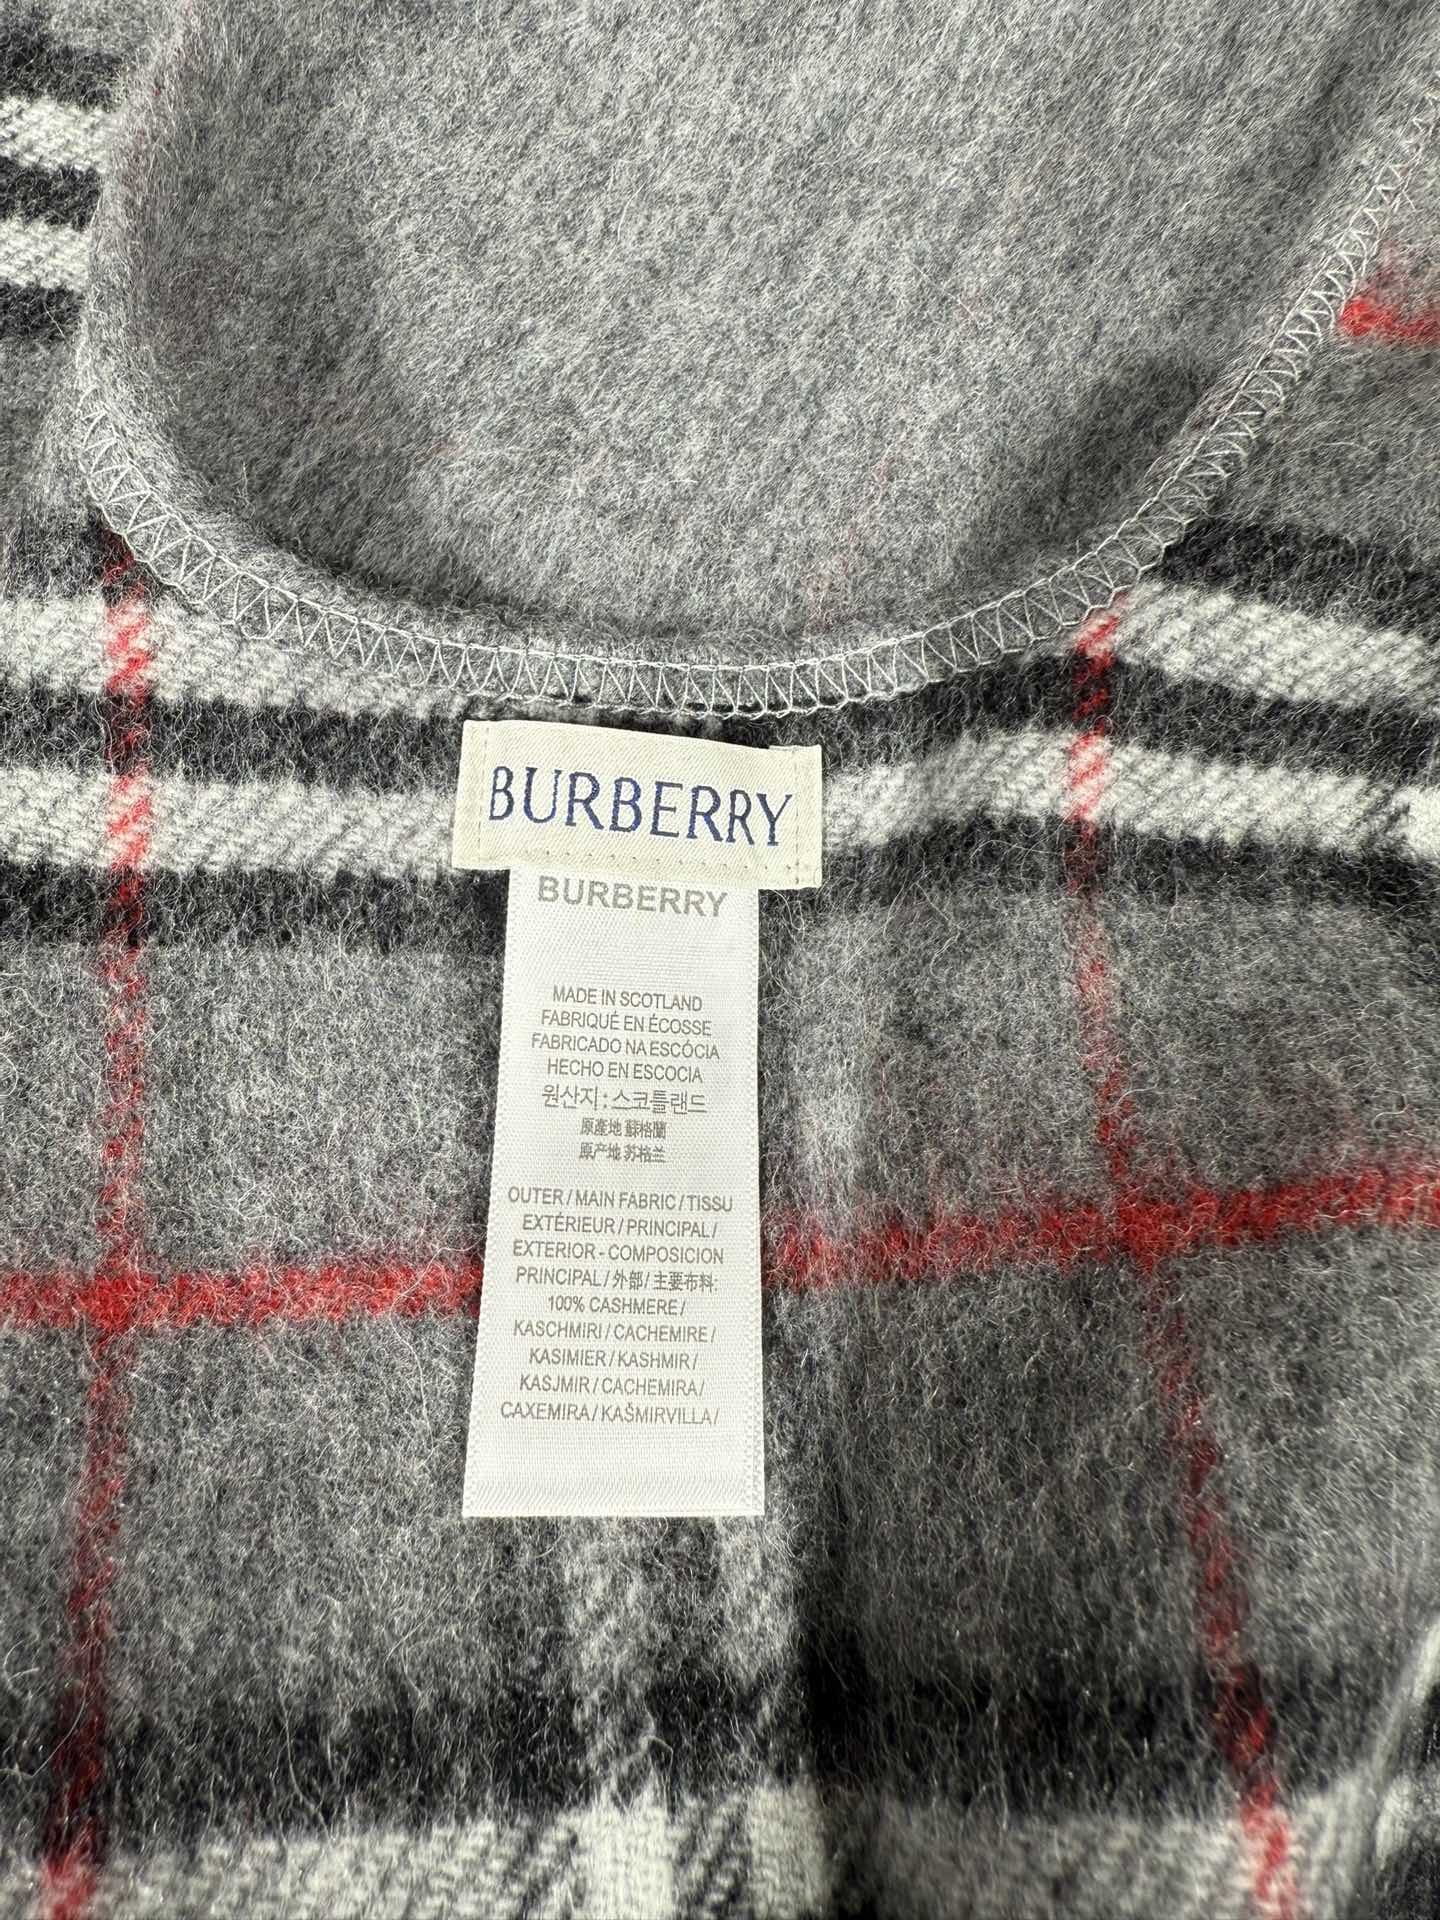 BURBERRY
BURBERRY
MADE IN SCOTLAND
FABRIQUÉ EN ÉCOSSE
FABRICADO NA ESCÓCIA
HECHO EN ESCOCIA
원산지 : 스코틀랜드
原產地 蘇格蘭
原产地 苏格兰
OUTER / MAIN FABRIC / TISSU
EXTÉRIEUR / PRINCIPAL /
EXTERIOR - COMPOSICION
PRINCIPAL / 外部 / 主要布料:
100% CASHMERE /
KASCHMIRI / CACHEMIRE /
KASIMIER / KASHMIR /
KASJMIR / CACHEMIRA /
CAXEMIRA / KAŠMIRVILLA /